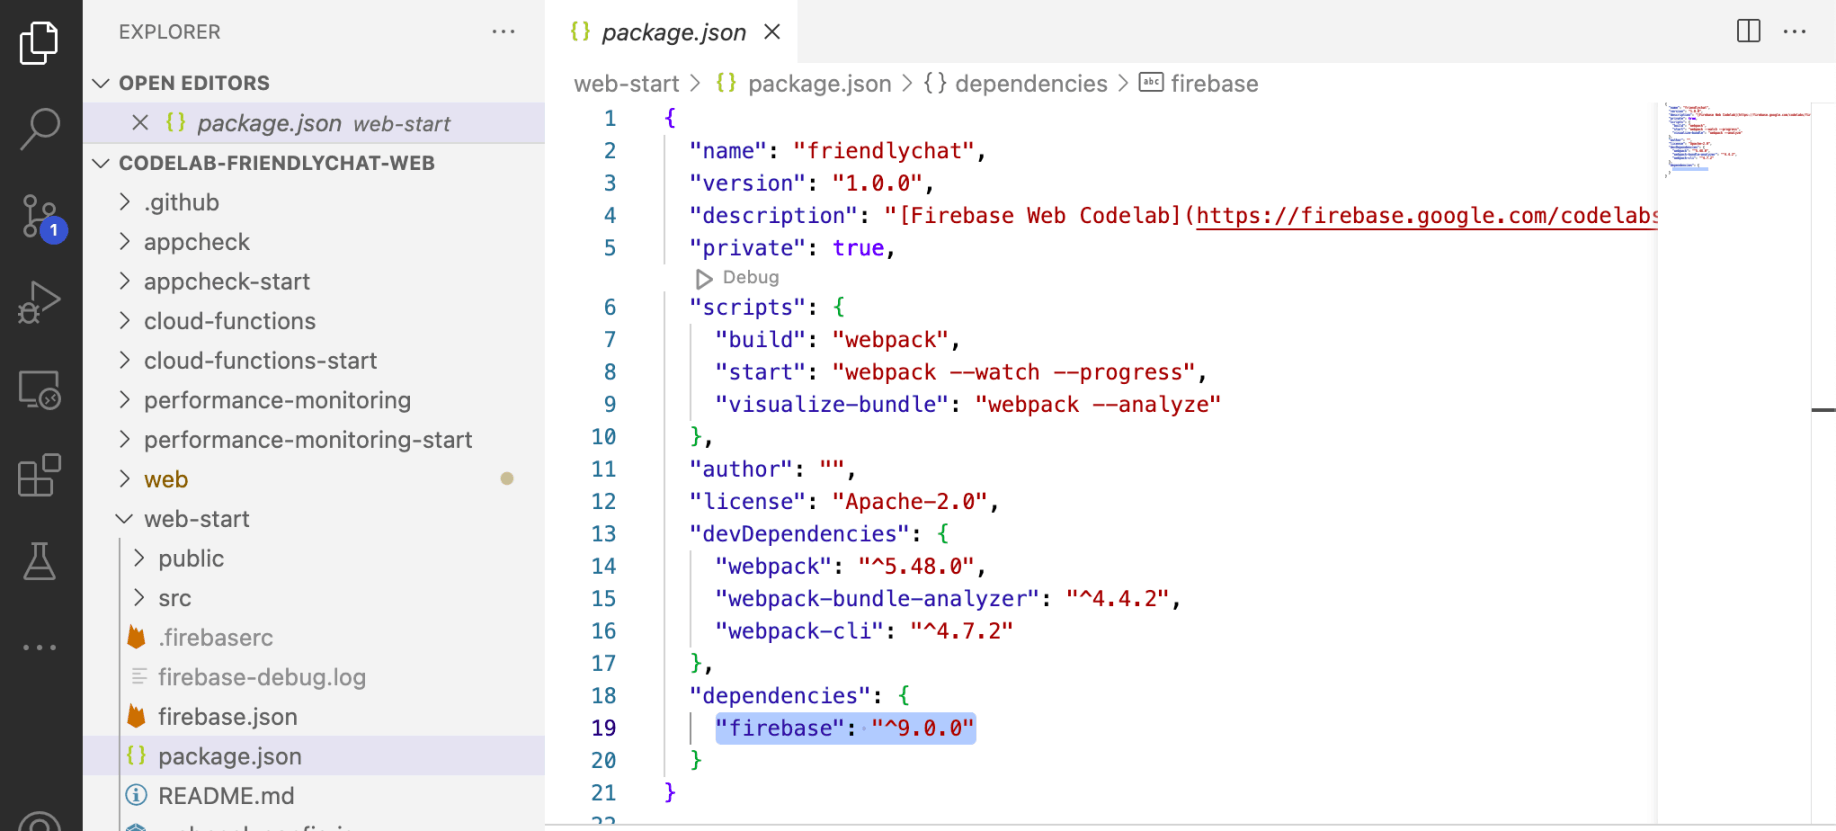 EXPLORER
OPEN EDITORS
package.json web-start
CODELAB-FRIENDLYCHAT-WEB
.github
appcheck
appcheck-start
cloud-functions
cloud-functions-start
performance-monitoring
performance-monitoring-start
web
web-start
public
src
.firebaserc
firebase-debug.log
firebase.json
package.json
README.md
1
package.json
web-start > {} package.json > {} dependencies > abc firebase
1 {
2 "name": "friendlychat",
3 "version": "1.0.0",
4 "description": "[Firebase Web Codelab](https://firebase.google.com/codelabs
5 "private": true,
Debug
6 "scripts": {
7 "build": "webpack",
8 "start": "webpack --watch --progress",
9 "visualize-bundle": "webpack --analyze"
10 },
11 "author": "",
12 "license": "Apache-2.0",
13 "devDependencies": {
14 "webpack": "^5.48.0",
15 "webpack-bundle-analyzer": "^4.4.2",
16 "webpack-cli": "^4.7.2"
17 },
18 "dependencies": {
19 "firebase": "^9.0.0"
20 }
21 }
22